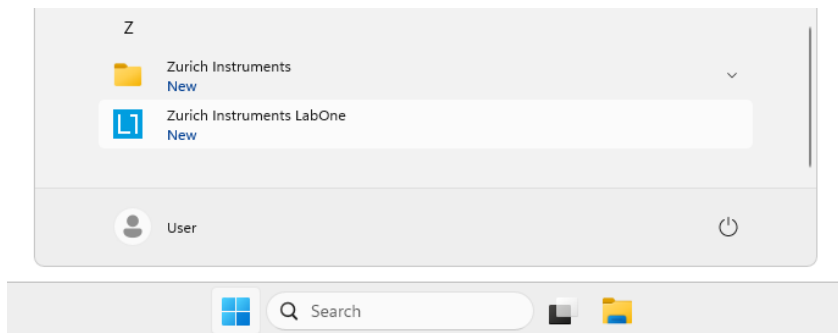 Z
Zurich Instruments
New
Zurich Instruments LabOne
New
User
Search